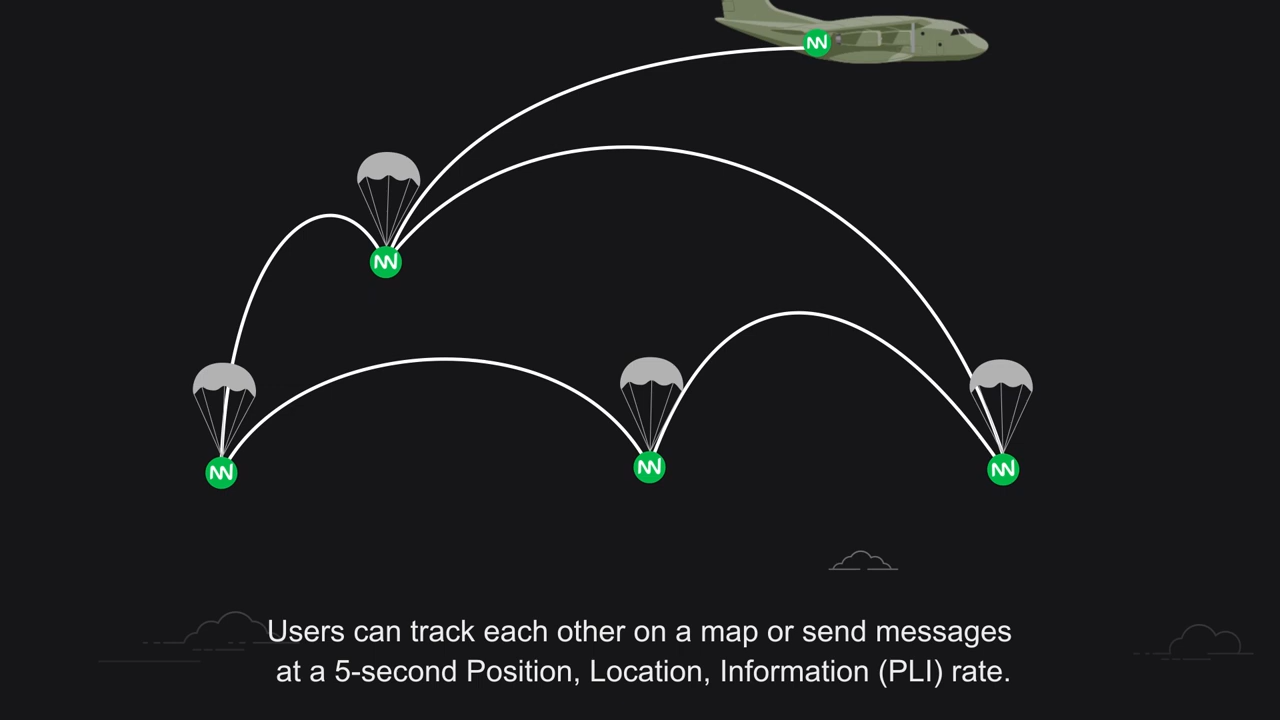 Users can track each other on a map or send messages
at a 5-second Position, Location, Information (PLI) rate.